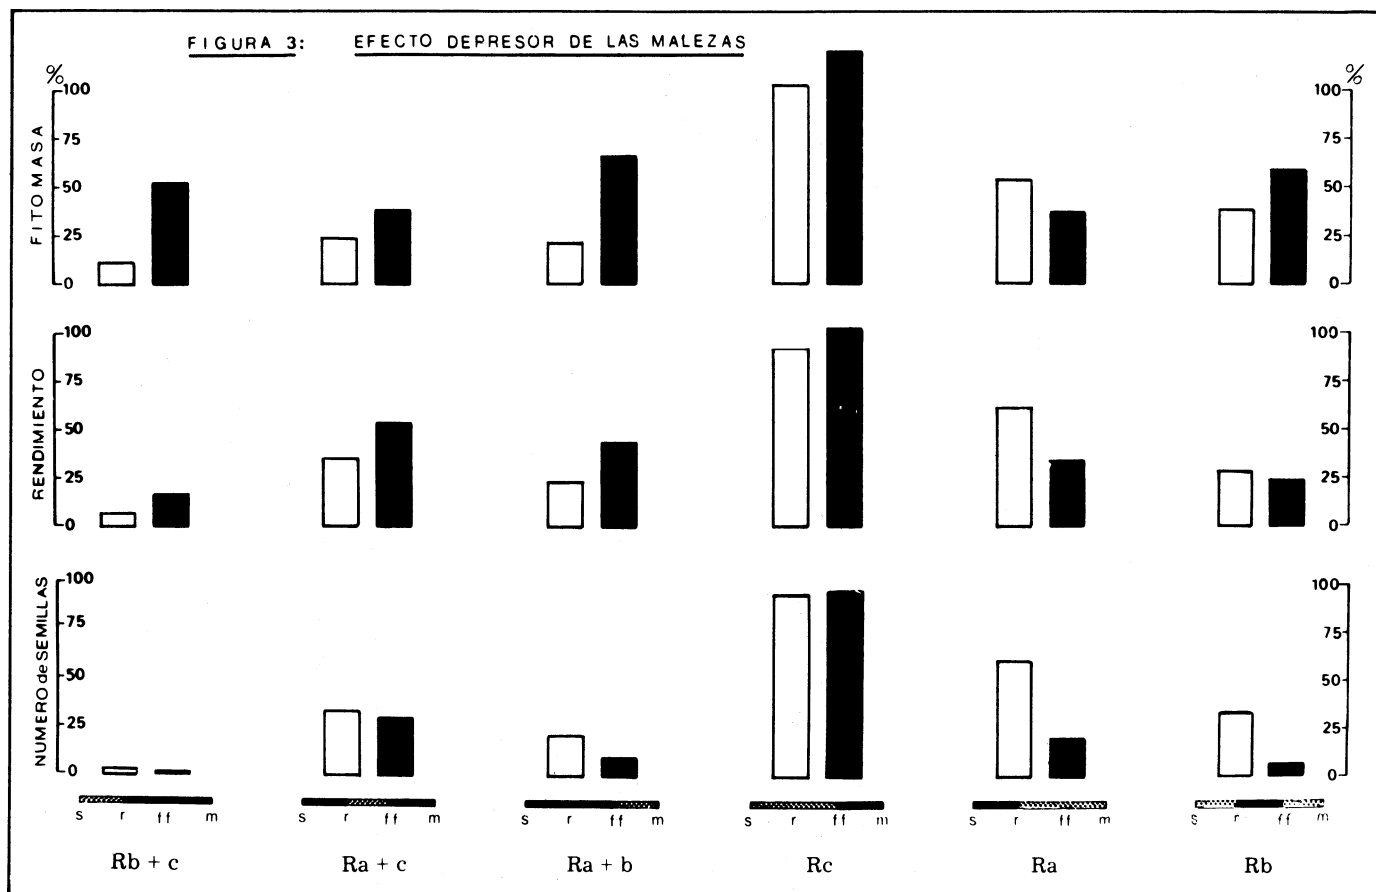 FIGURA 3: EFECTO DEPRESOR DE LAS MALEZAS
% %
FITOMASA
100 100
75 75
50 50
25 25
0 0
RENDIMIENTO
100 100
75 75
50 50
25 25
0 0
NUMERO de SEMILLAS
100 100
75 75
50 50
25 25
0 0
s r ff m s r ff m s r ff m s r ff m s r ff m s r ff m
Rb + c Ra + c Ra + b Rc Ra Rb